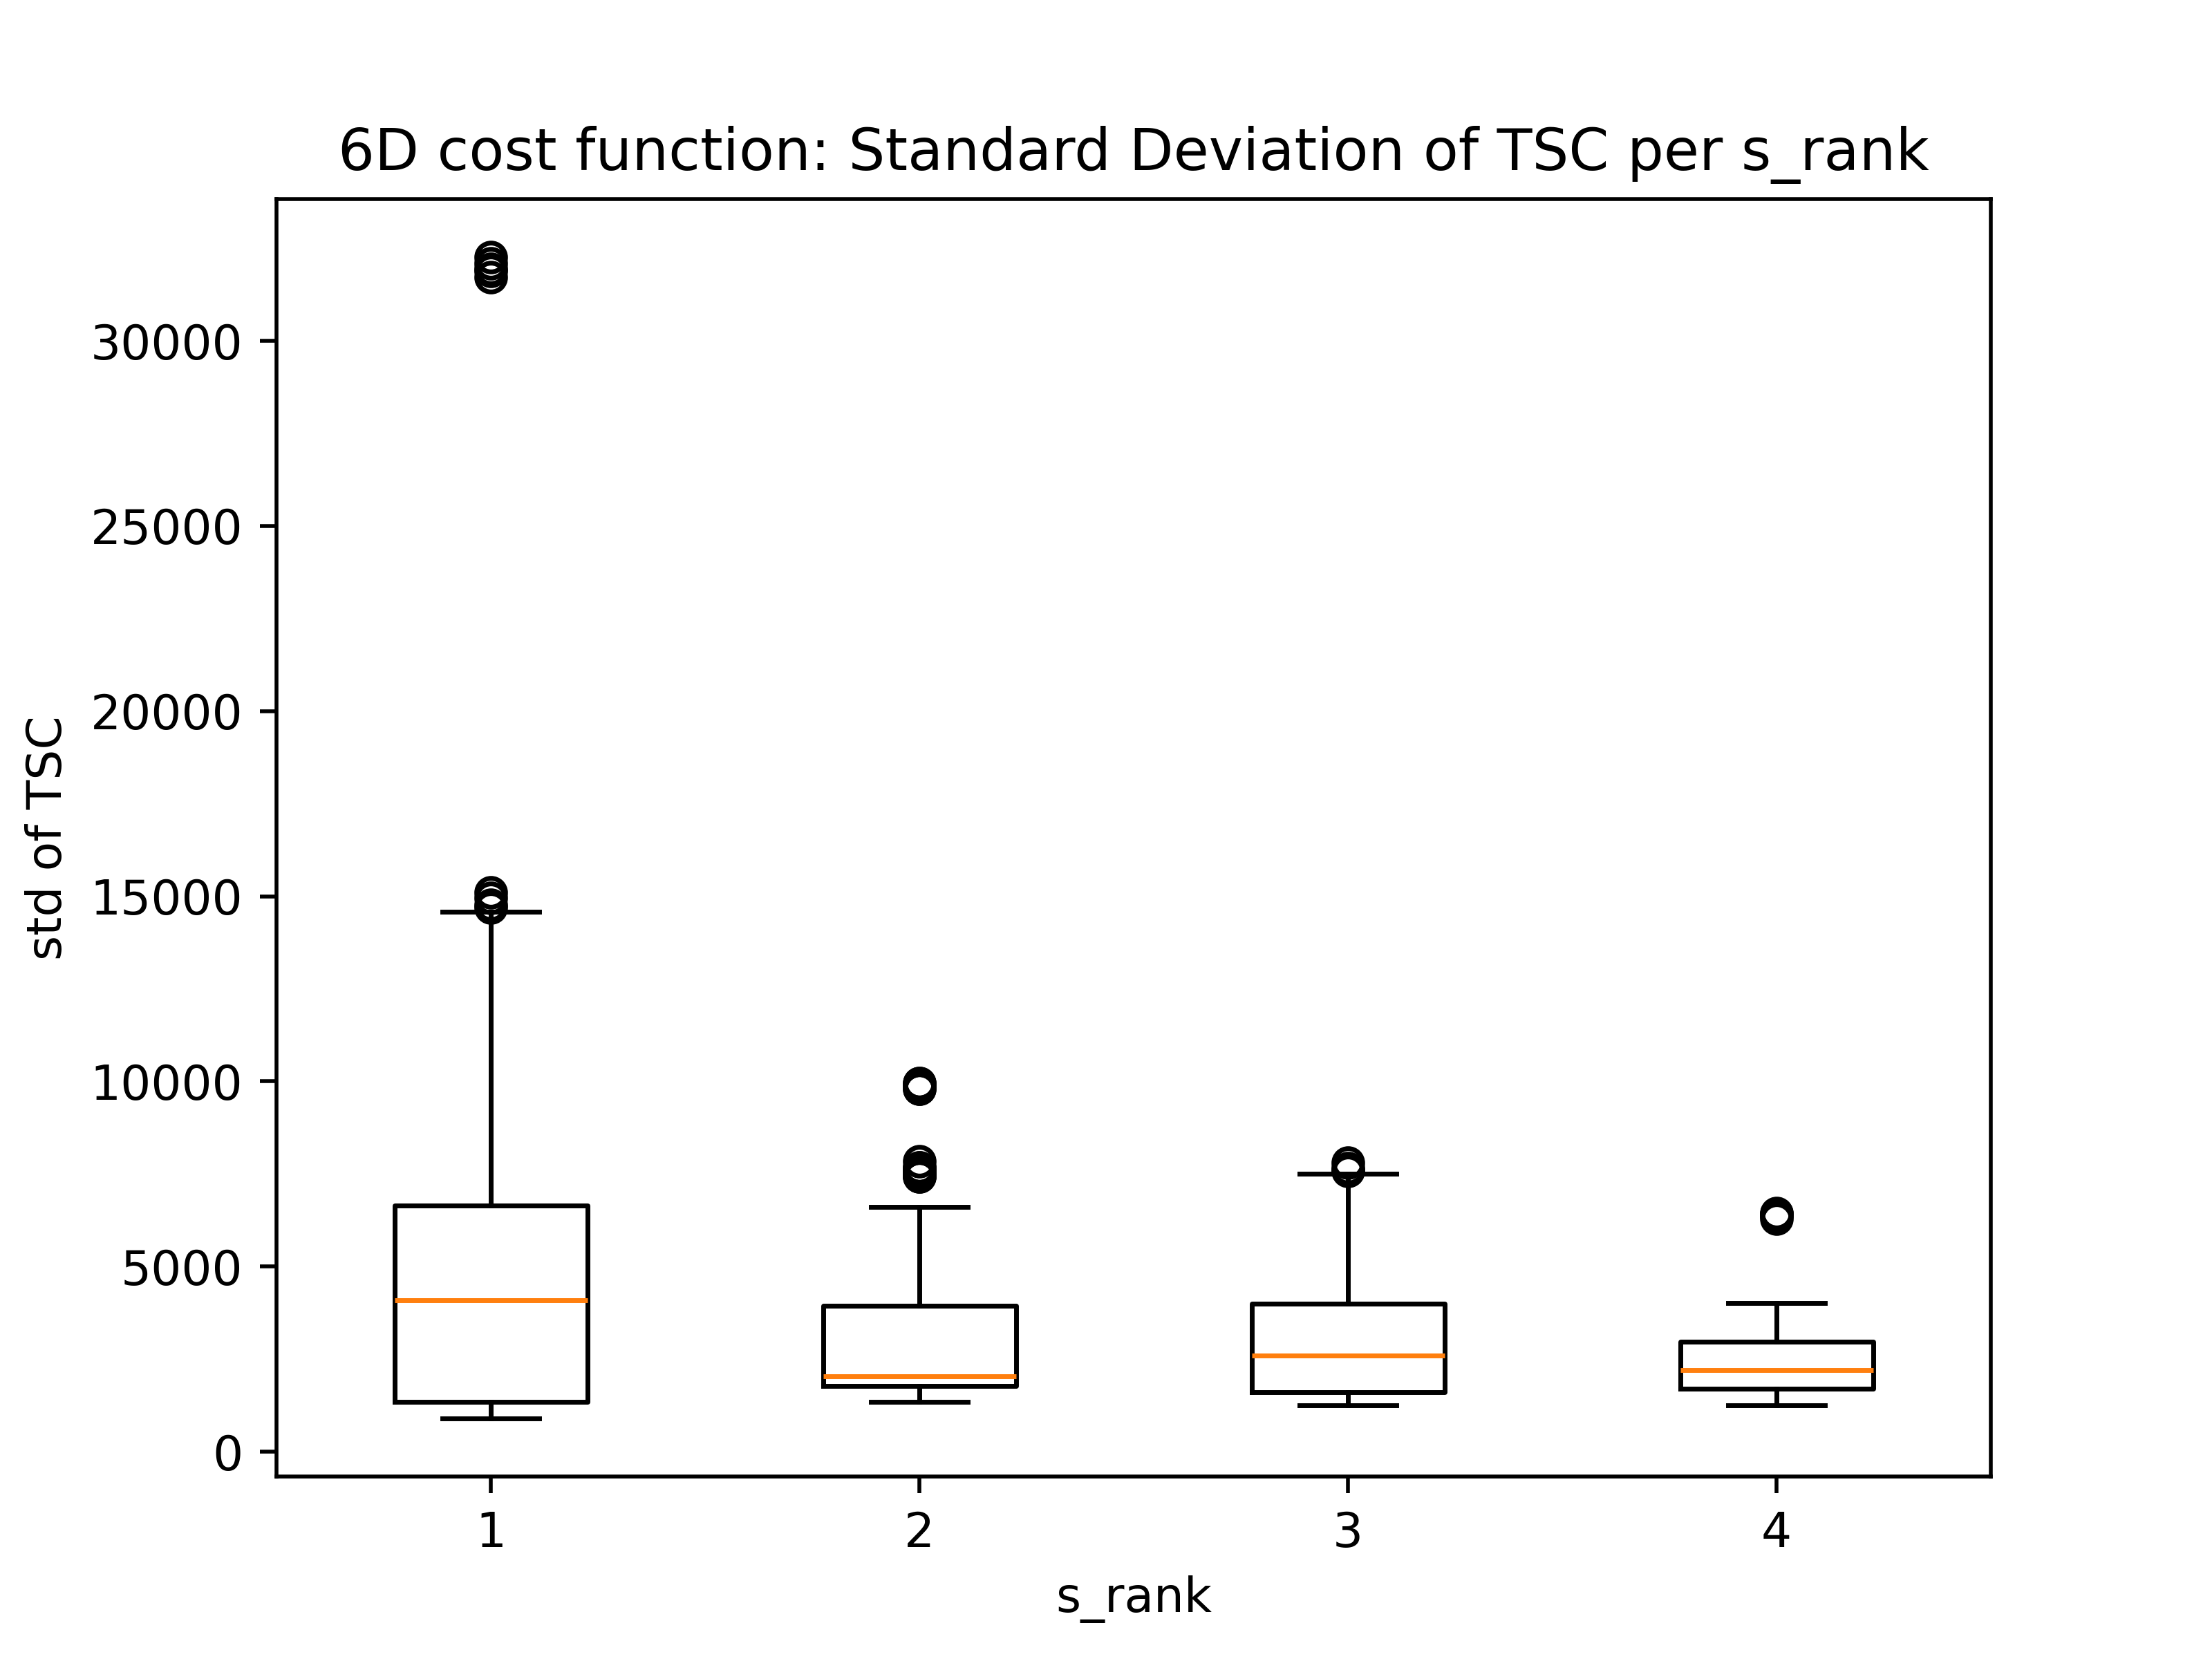 6D cost function: Standard Deviation of TSC per s_rank
std of TSC
30000
25000
20000
15000
10000
5000
0
1 2 3 4
s_rank